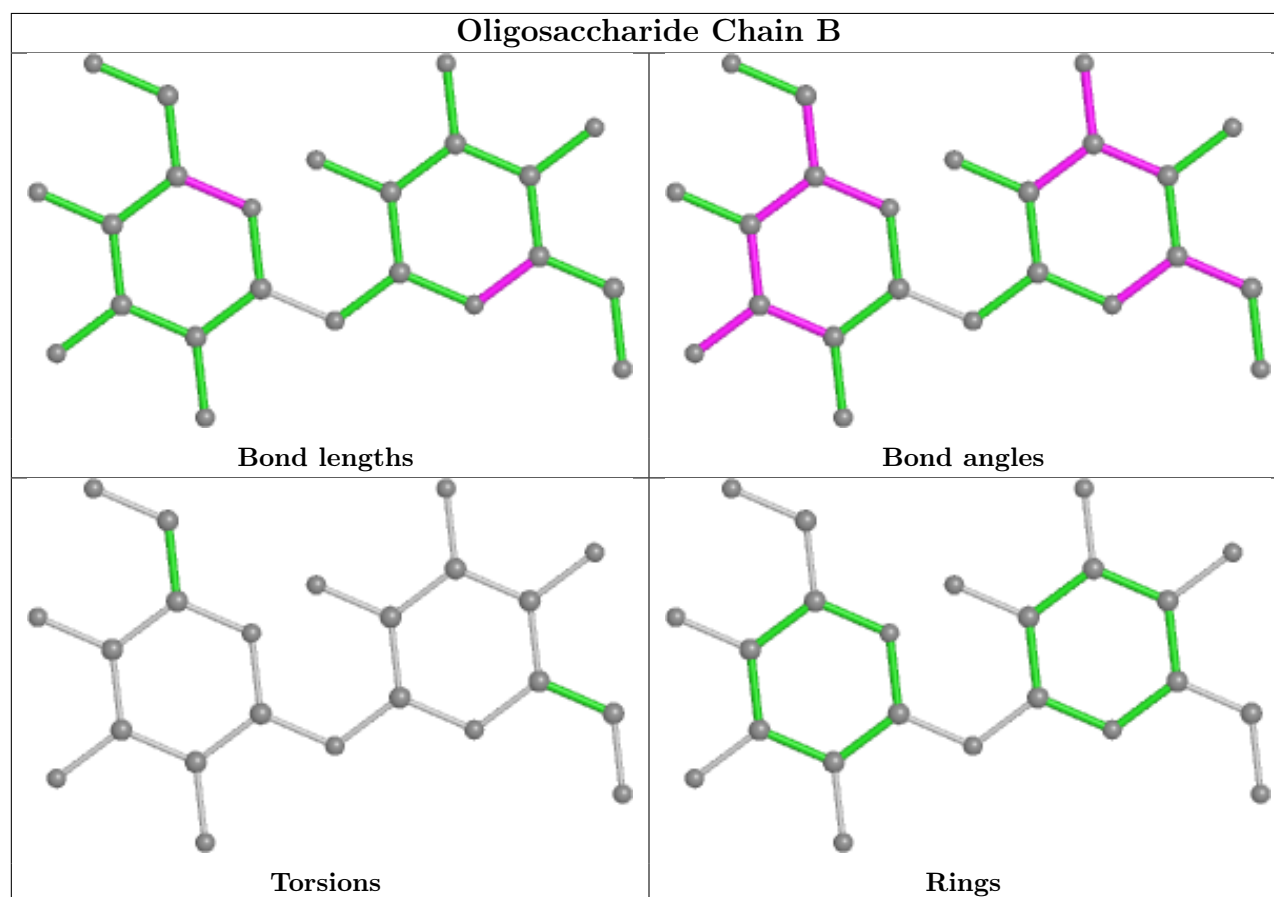 Oligosaccharide Chain B
Bond lengths
Bond angles
Torsions
Rings